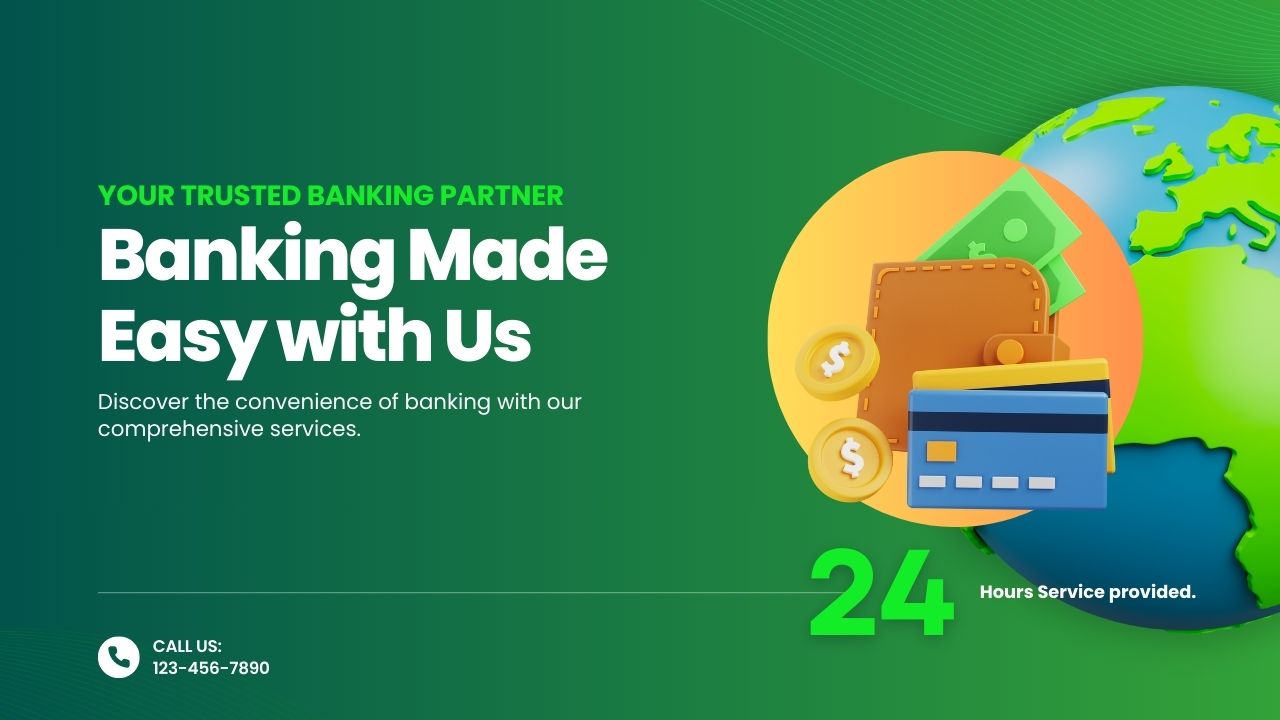 YOUR TRUSTED BANKING PARTNER
Banking Made
Easy with Us
Discover the convenience of banking with our
comprehensive services.
24
Hours Service provided.
CALL US:
123-456-7890